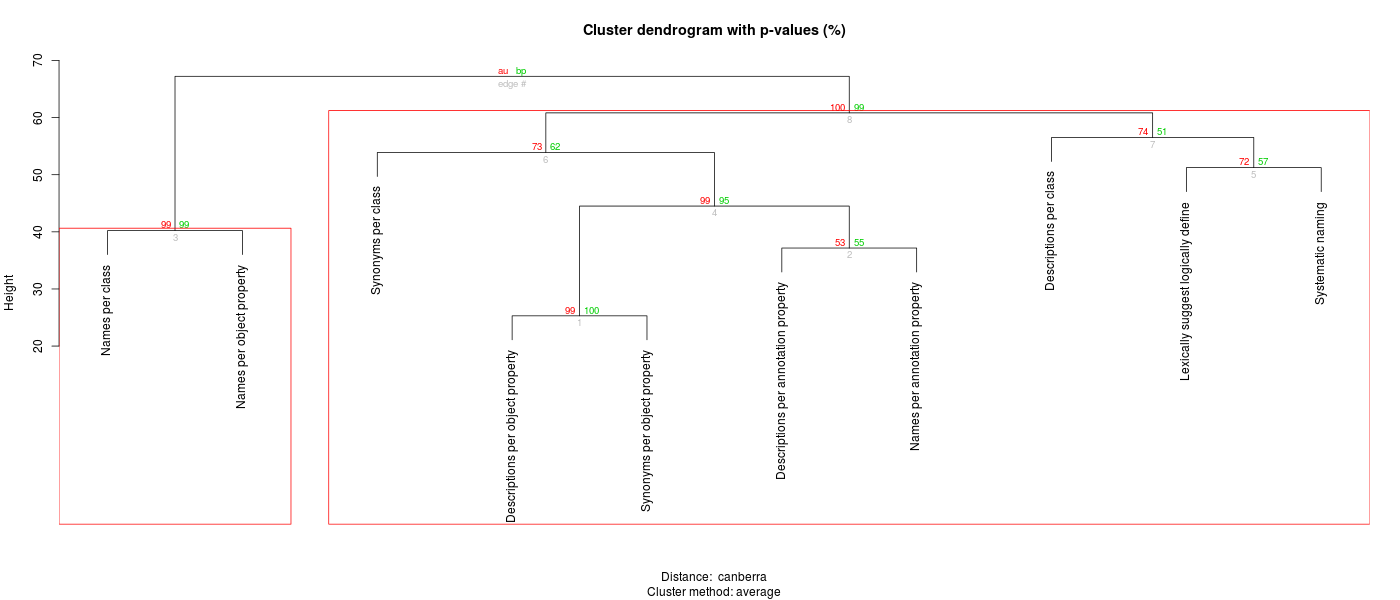 Cluster dendrogram with p-values (%)
70
60
50
40
30
20
Height
au bp
edge #
100 99
8
74 51
7
73 62
6
72 57
5
99 95
4
99 99
3
53 55
2
99 100
1
Names per class
Names per object property
Synonyms per class
Descriptions per object property
Synonyms per object property
Descriptions per annotation property
Names per annotation property
Descriptions per class
Lexically suggest logically define
Systematic naming
Distance: canberra
Cluster method: average